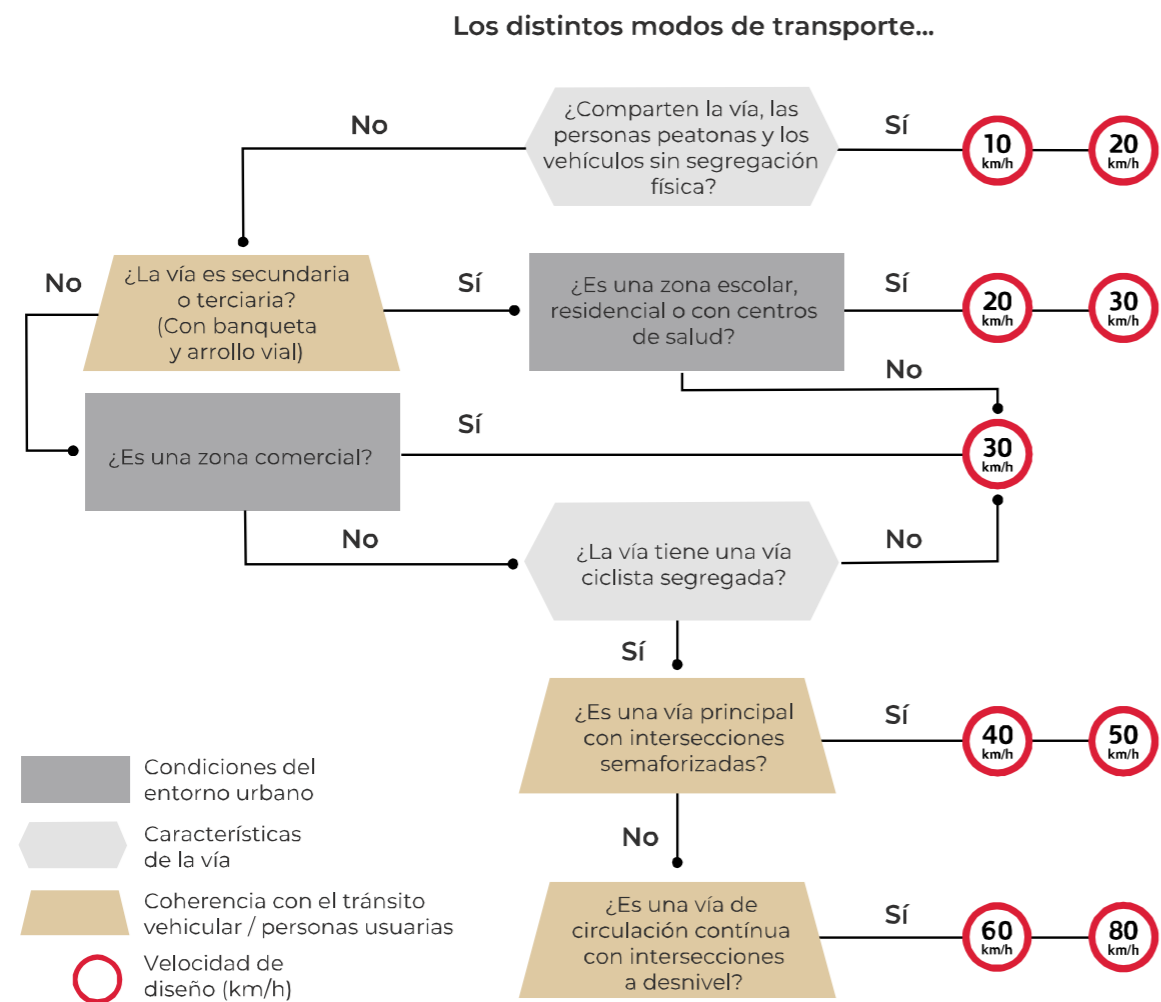 Los distintos modos de transporte...
¿Comparten la vía, las
personas peatonas y los
vehículos sin segregación
física?
No
Sí
10
km/h
20
km/h
¿La vía es secundaria
o terciaria?
(Con banqueta
y arrollo vial)
No
Sí
¿Es una zona escolar,
residencial o con centros
de salud?
Sí
20
km/h
30
km/h
No
¿Es una zona comercial?
Sí
30
km/h
No
¿La vía tiene una vía
ciclista segregada?
No
Sí
¿Es una vía principal
con intersecciones
semaforizadas?
Sí
40
km/h
50
km/h
No
¿Es una vía de
circulación contínua
con intersecciones
a desnivel?
Sí
60
km/h
80
km/h
Condiciones del
entorno urbano
Características
de la vía
Coherencia con el tránsito
vehicular / personas usuarias
Velocidad de
diseño (km/h)